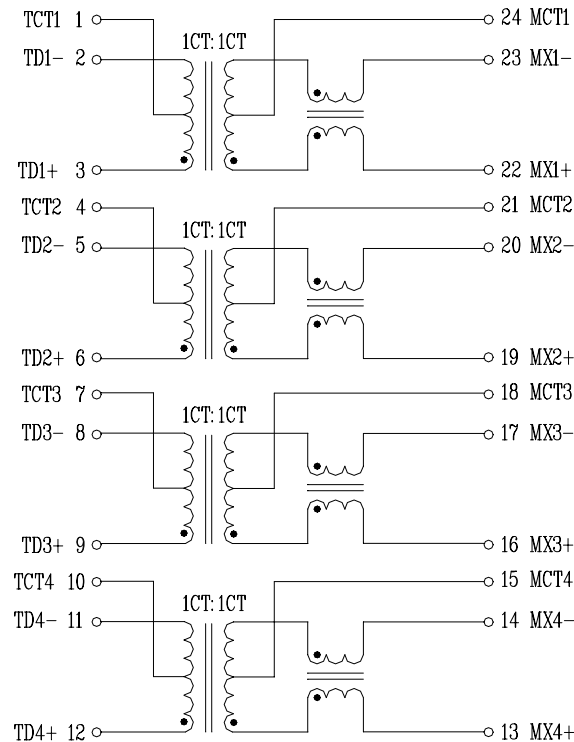 TCT1 1 24 MCT1
1CT: 1CT
TD1- 2 23 MX1-
TD1+ 3 22 MX1+
TCT2 4 21 MCT2
1CT: 1CT
TD2- 5 20 MX2-
TD2+ 6 19 MX2+
TCT3 7 18 MCT3
1CT: 1CT
TD3- 8 17 MX3-
TD3+ 9 16 MX3+
TCT4 10 15 MCT4
1CT: 1CT
TD4- 11 14 MX4-
TD4+ 12 13 MX4+